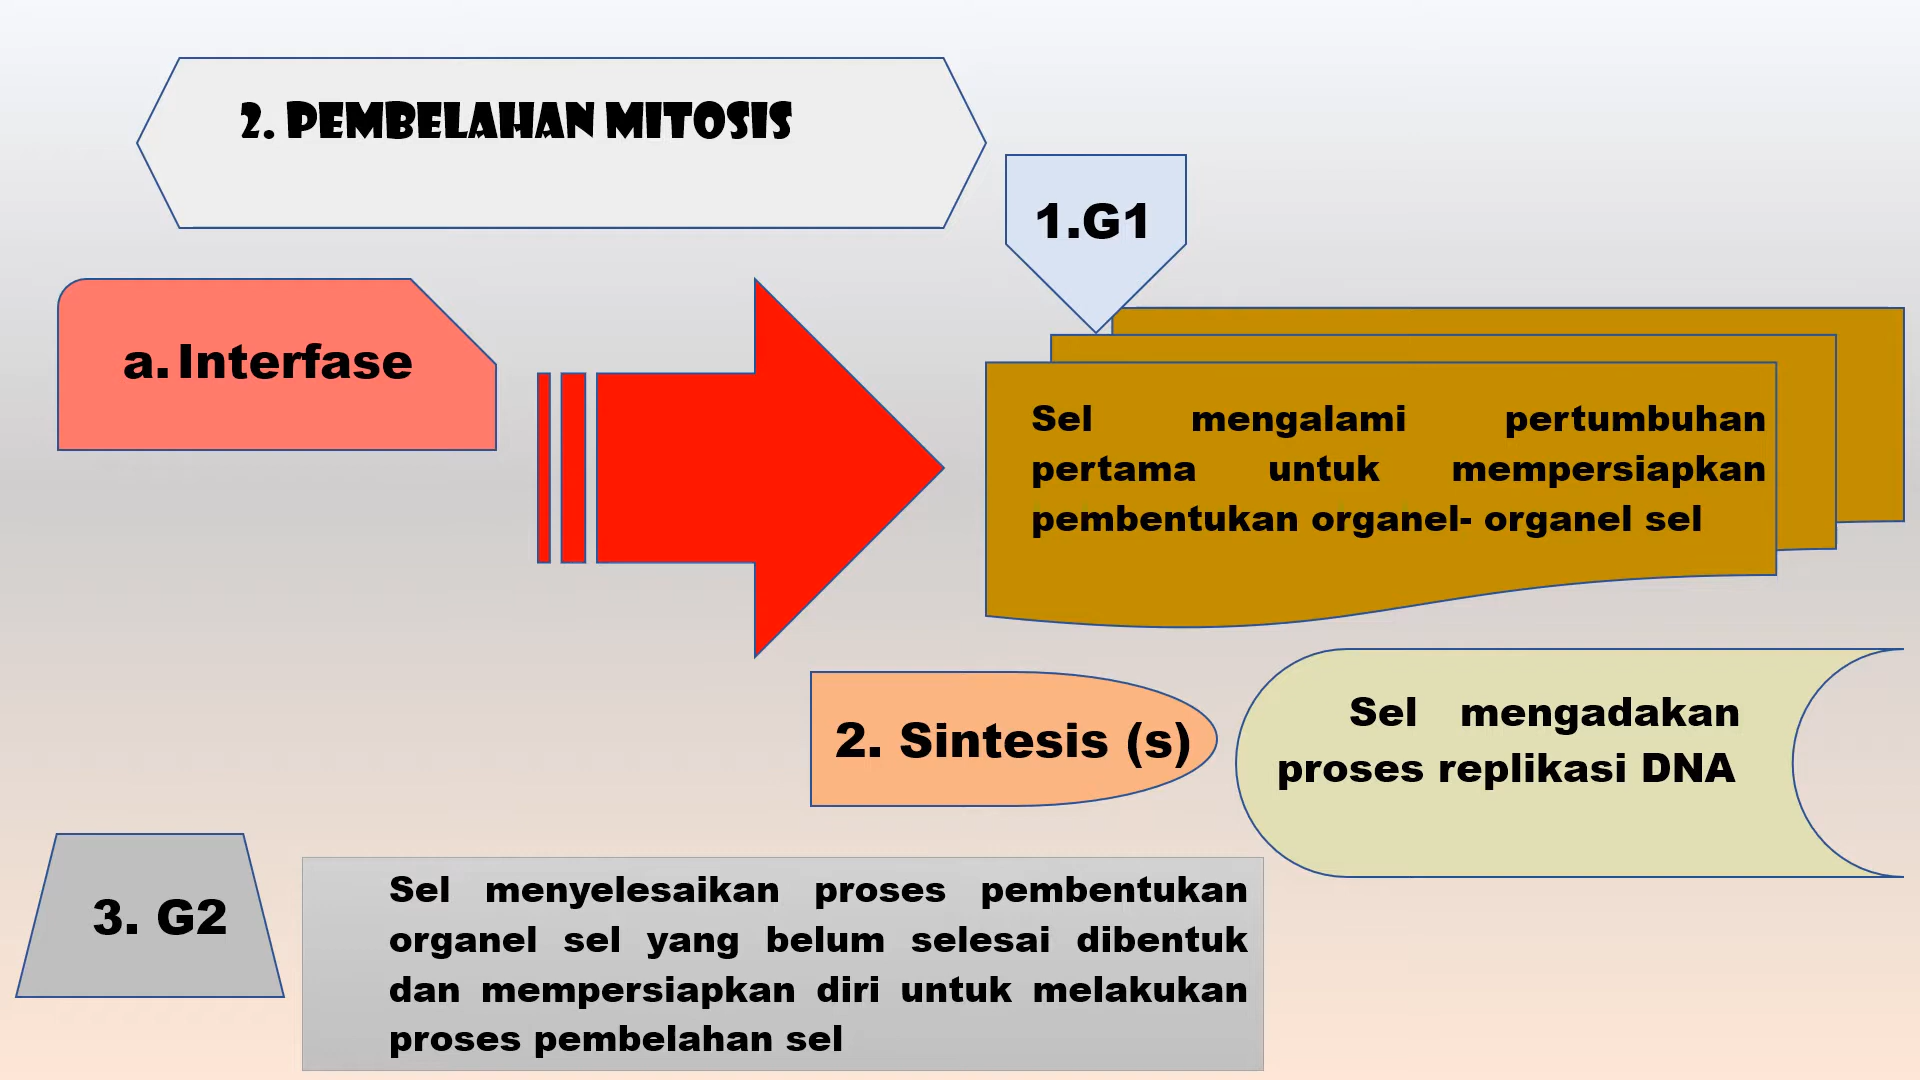 2. PEMBELAHAN MITOSIS
1.G1
a. Interfase
Sel mengalami pertumbuhan
pertama untuk mempersiapkan
pembentukan organel- organel sel
2. Sintesis (s)
Sel mengadakan
proses replikasi DNA
3. G2
Sel menyelesaikan proses pembentukan
organel sel yang belum selesai dibentuk
dan mempersiapkan diri untuk melakukan
proses pembelahan sel